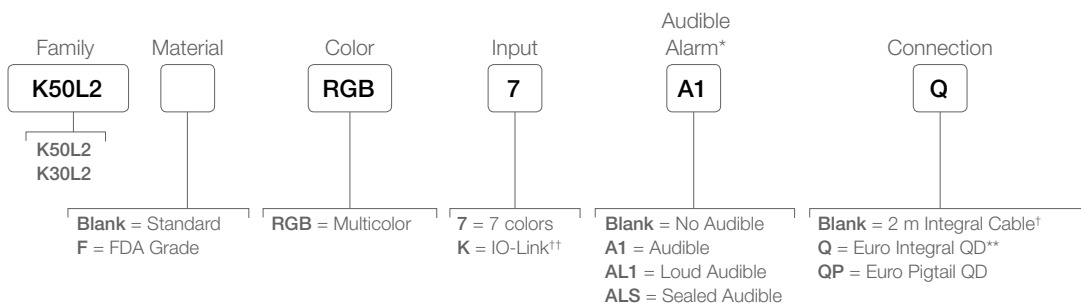 Family Material Color Input Audible Alarm* Connection
K50L2 RGB 7 A1 Q
K50L2
K30L2
Blank = Standard
F = FDA Grade
RGB = Multicolor
7 = 7 colors
K = IO-Link††
Blank = No Audible
A1 = Audible
AL1 = Loud Audible
ALS = Sealed Audible
Blank = 2 m Integral Cable†
Q = Euro Integral QD**
QP = Euro Pigtail QD